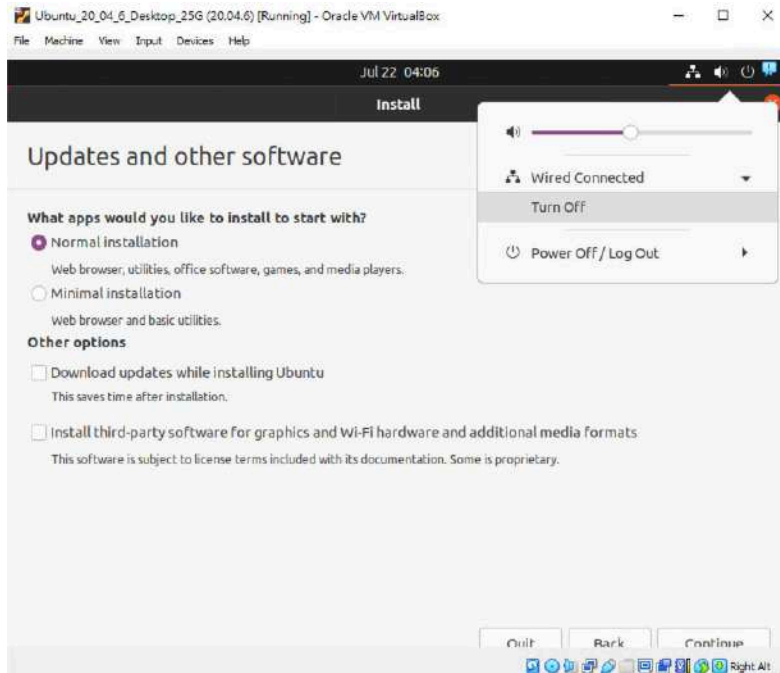 Ubuntu_20_04_6_Desktop_25G (20.04.6) [Running] - Oracle VM VirtualBox
File Machine View Input Devices Help
Jul 22 04:06
Install
Updates and other software
Wired Connected
Turn Off
Power Off / Log Out
What apps would you like to install to start with?
Normal installation
Web browser, utilities, office software, games, and media players.
Minimal installation
Web browser and basic utilities.
Other options
Download updates while installing Ubuntu
This saves time after installation.
Install third-party software for graphics and Wi-Fi hardware and additional media formats
This software is subject to license terms included with its documentation. Some is proprietary.
Quit Back Continue
Right Alt